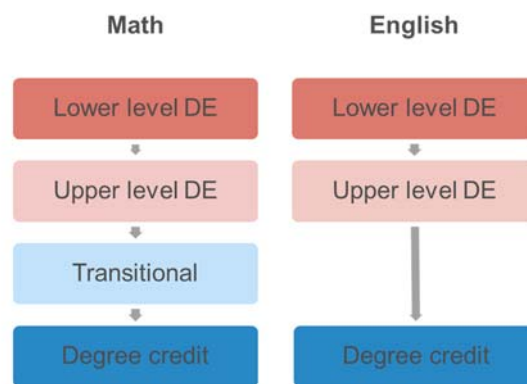 Math
Lower level DE
Upper level DE
Transitional
Degree credit
English
Lower level DE
Upper level DE
Degree credit